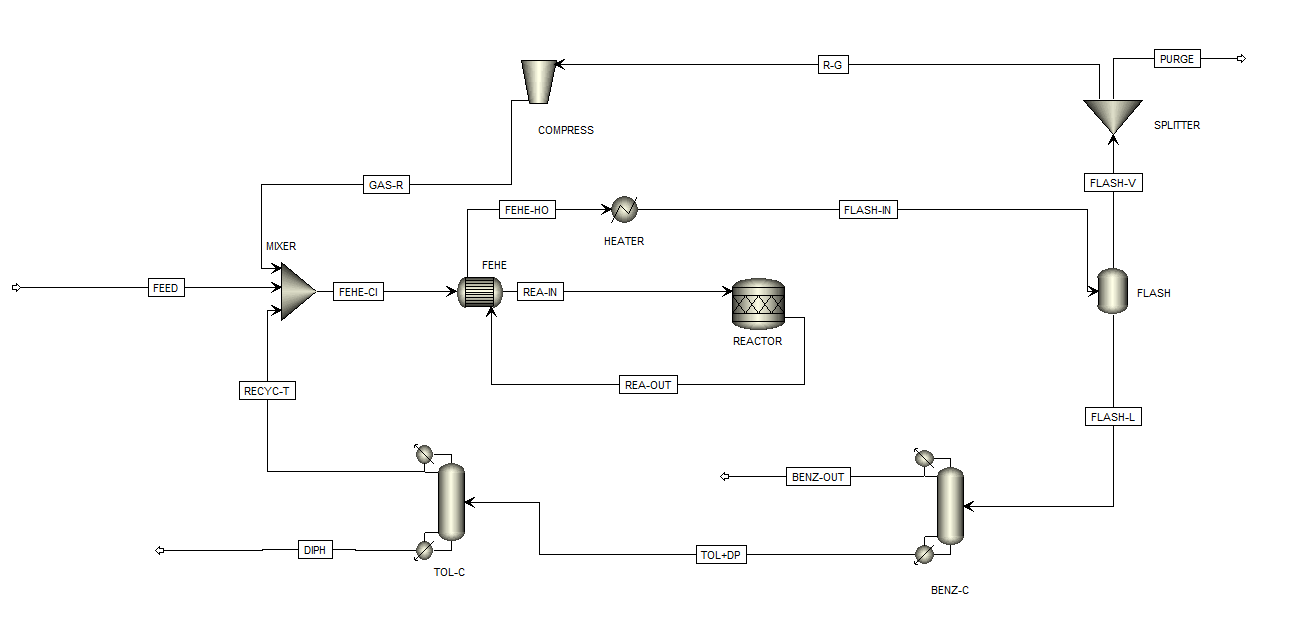 PURGE
R-G
SPLITTER
COMPRESS
FLASH-V
GAS-R
FEHE-HO
FLASH-IN
HEATER
MIXER
FEHE
FEED
FEHE-CI
REA-IN
FLASH
REACTOR
REA-OUT
RECYC-T
FLASH-L
BENZ-OUT
DIPH
TOL+DP
TOL-C
BENZ-C